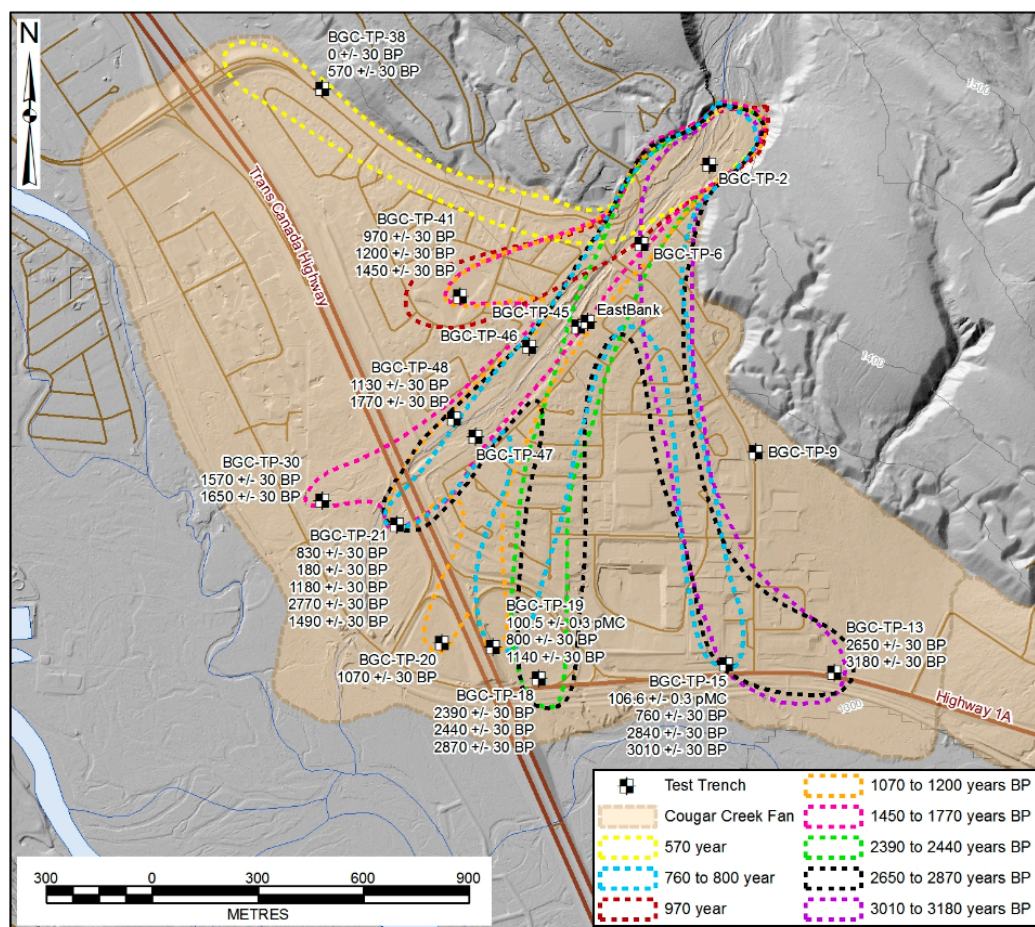 N
BGC-TP-38
0 +/- 30 BP
570 +/- 30 BP
1500
BGC-TP-2
Trans Canada Highway
BGC-TP-41
970 +/- 30 BP
1200 +/- 30 BP
1450 +/- 30 BP
BGC-TP-6
BGC-TP-45
EastBank
BGC-TP-46
1400
BGC-TP-48
1130 +/- 30 BP
1770 +/- 30 BP
BGC-TP-47
BGC-TP-9
BGC-TP-30
1570 +/- 30 BP
1650 +/- 30 BP
BGC-TP-21
830 +/- 30 BP
180 +/- 30 BP
1180 +/- 30 BP
2770 +/- 30 BP
1490 +/- 30 BP
BGC-TP-19
100.5 +/- 0.3 pMC
800 +/- 30 BP
1140 +/- 30 BP
BGC-TP-13
2650 +/- 30 BP
3180 +/- 30 BP
BGC-TP-20
1070 +/- 30 BP
BGC-TP-18
2390 +/- 30 BP
2440 +/- 30 BP
2870 +/- 30 BP
BGC-TP-15
106.6 +/- 0.3 pMC
760 +/- 30 BP
2840 +/- 30 BP
3010 +/- 30 BP
Highway 1A
1300
Test Trench
Cougar Creek Fan
570 year
760 to 800 year
970 year
1070 to 1200 years BP
1450 to 1770 years BP
2390 to 2440 years BP
2650 to 2870 years BP
3010 to 3180 years BP
300 0 300 600 900
METRES